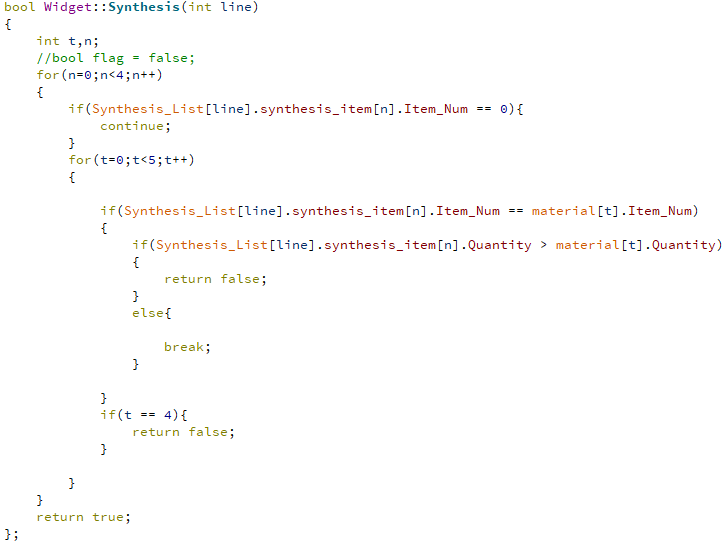 bool Widget::Synthesis(int line)
{
    int t,n;
    //bool flag = false;
    for(n=0;n<4;n++)
    {
        if(Synthesis_List[line].synthesis_item[n].Item_Num == 0){
            continue;
        }
        for(t=0;t<5;t++)
        {
            if(Synthesis_List[line].synthesis_item[n].Item_Num == material[t].Item_Num)
            {
                if(Synthesis_List[line].synthesis_item[n].Quantity > material[t].Quantity)
                {
                    return false;
                }
                else{
                    break;
                }
            }
            if(t == 4){
                return false;
            }
        }
    }
    return true;
};